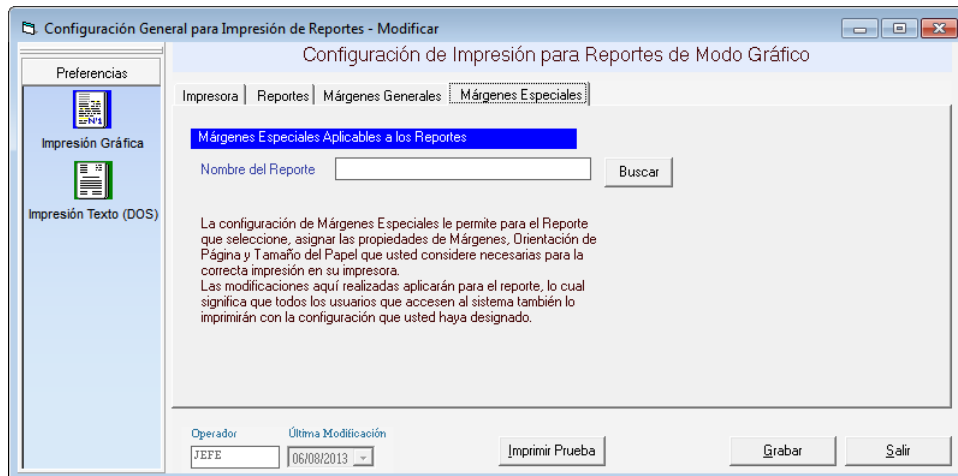 Configuración General para Impresión de Reportes - Modificar
Configuración de Impresión para Reportes de Modo Gráfico
Preferencias
Impresión Gráfica
Impresión Texto (DOS)
Impresora
Reportes
Márgenes Generales
Márgenes Especiales
Márgenes Especiales Aplicables a los Reportes
Nombre del Reporte
Buscar
La configuración de Márgenes Especiales le permite para el Reporte
que seleccione, asignar las propiedades de Márgenes, Orientación de
Página y Tamaño del Papel que usted considere necesarias para la
correcta impresión en su impresora.
Las modificaciones aquí realizadas aplicarán para el reporte, lo cual
significa que todos los usuarios que accesen al sistema también lo
imprimirán con la configuración que usted haya designado.
Operador
Última Modificación
JEFE
06/08/2013
Imprimir Prueba
Grabar
Salir